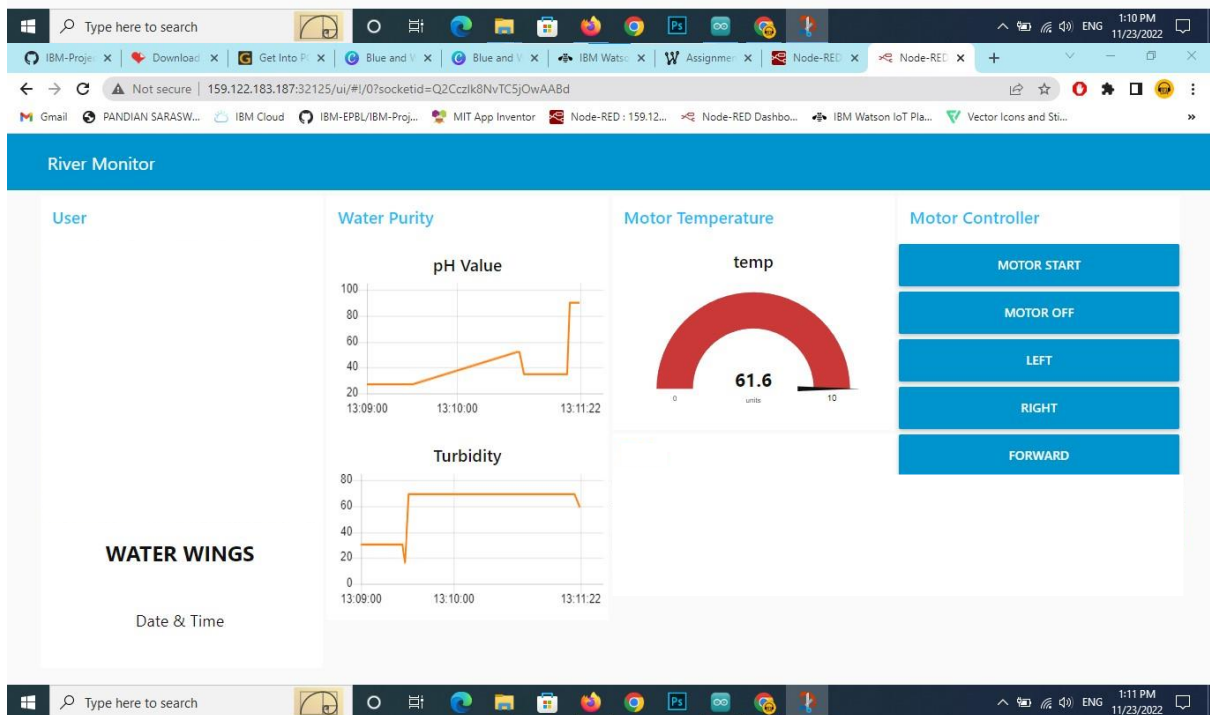 Type here to search
Ps
ENG
1:10 PM
11/23/2022
IBM-Projec
Download
Get Into P
Blue and V
Blue and V
IBM Watso
Assignmen
Node-RED
Node-RED
Not secure | 159.122.183.187:32125/ui/#!/0?socketid=Q2Cczlk8NvTC5jOwAABd
Gmail
PANDIAN SARASW...
IBM Cloud
IBM-EPBL/IBM-Proj...
MIT App Inventor
Node-RED : 159.12...
Node-RED Dashbo...
IBM Watson IoT Pla...
Vector Icons and Sti...
»
River Monitor
User
WATER WINGS
Date & Time
Water Purity
pH Value
100
80
60
40
20
13:09:00 13:10:00 13:11:22
Turbidity
80
60
40
20
0
13:09:00 13:10:00 13:11:22
Motor Temperature
temp
61.6
0 units 10
Motor Controller
MOTOR START
MOTOR OFF
LEFT
RIGHT
FORWARD
Type here to search
Ps
ENG
1:11 PM
11/23/2022